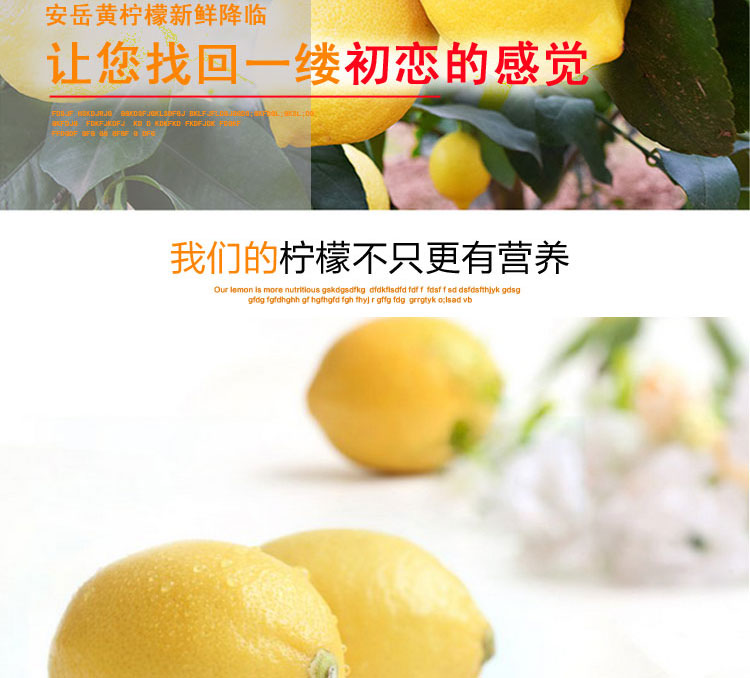 安岳黄柠檬新鲜降临
让您找回一缕初恋的感觉
我们的柠檬不只更有营养
Our lemon is more nutritious gskdgsdfkg dfdkflsdfd fdf f fdsf f sd dsfdsfthjyk gdsg
gfdg fgfdhghh gf hgfhgfd fgh fhyj r gffg fdg grrgtyk o;lsad vb